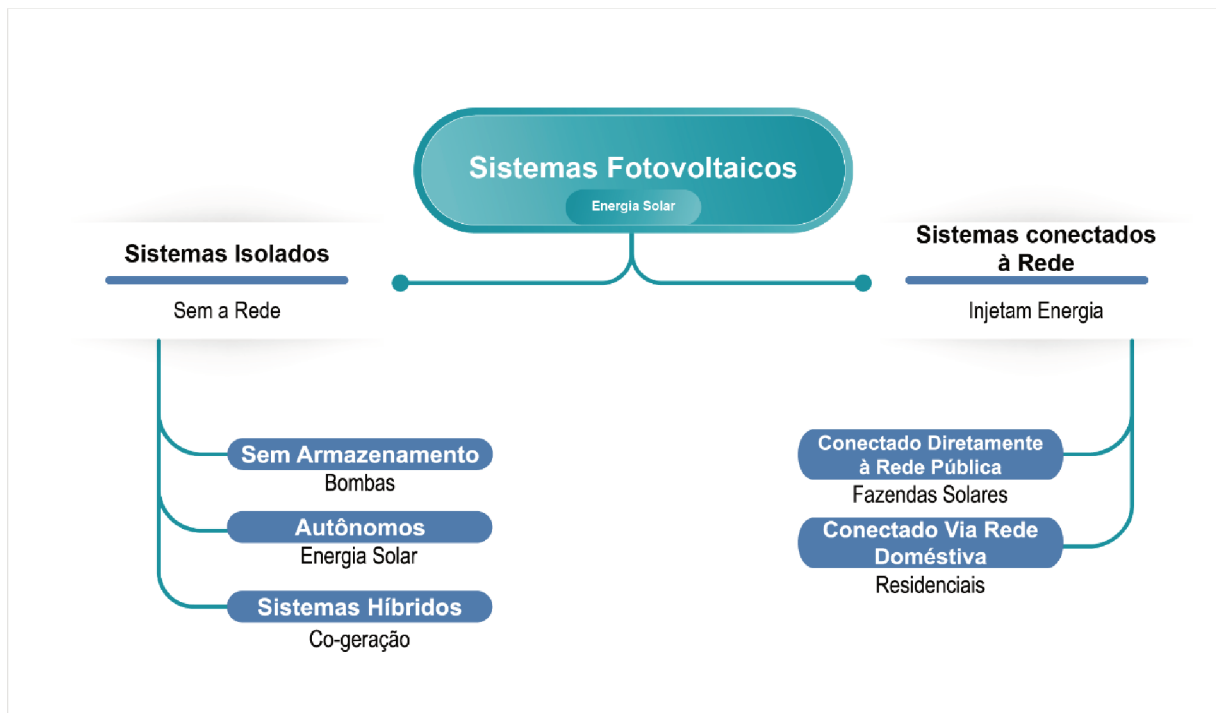 Sistemas Fotovoltaicos
Energia Solar
Sistemas Isolados
Sem a Rede
Sem Armazenamento
Bombas
Autônomos
Energia Solar
Sistemas Híbridos
Co-geração
Sistemas conectados
à Rede
Injetam Energia
Conectado Diretamente
à Rede Pública
Fazendas Solares
Conectado Via Rede
Doméstiva
Residenciais